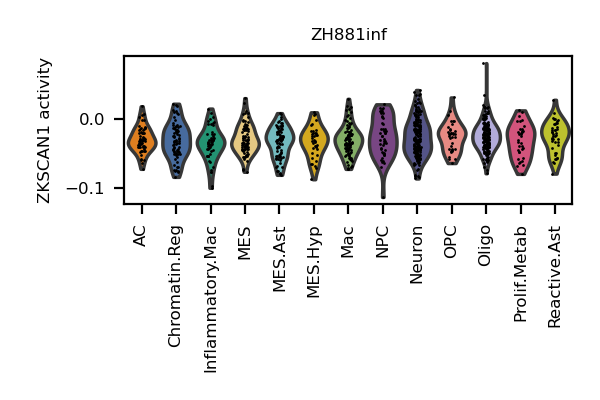 ZH881inf
ZKSCAN1 activity
0.0
−0.1
AC
Chromatin.Reg
Inflammatory.Mac
MES
MES.Ast
MES.Hyp
Mac
NPC
Neuron
OPC
Oligo
Prolif.Metab
Reactive.Ast